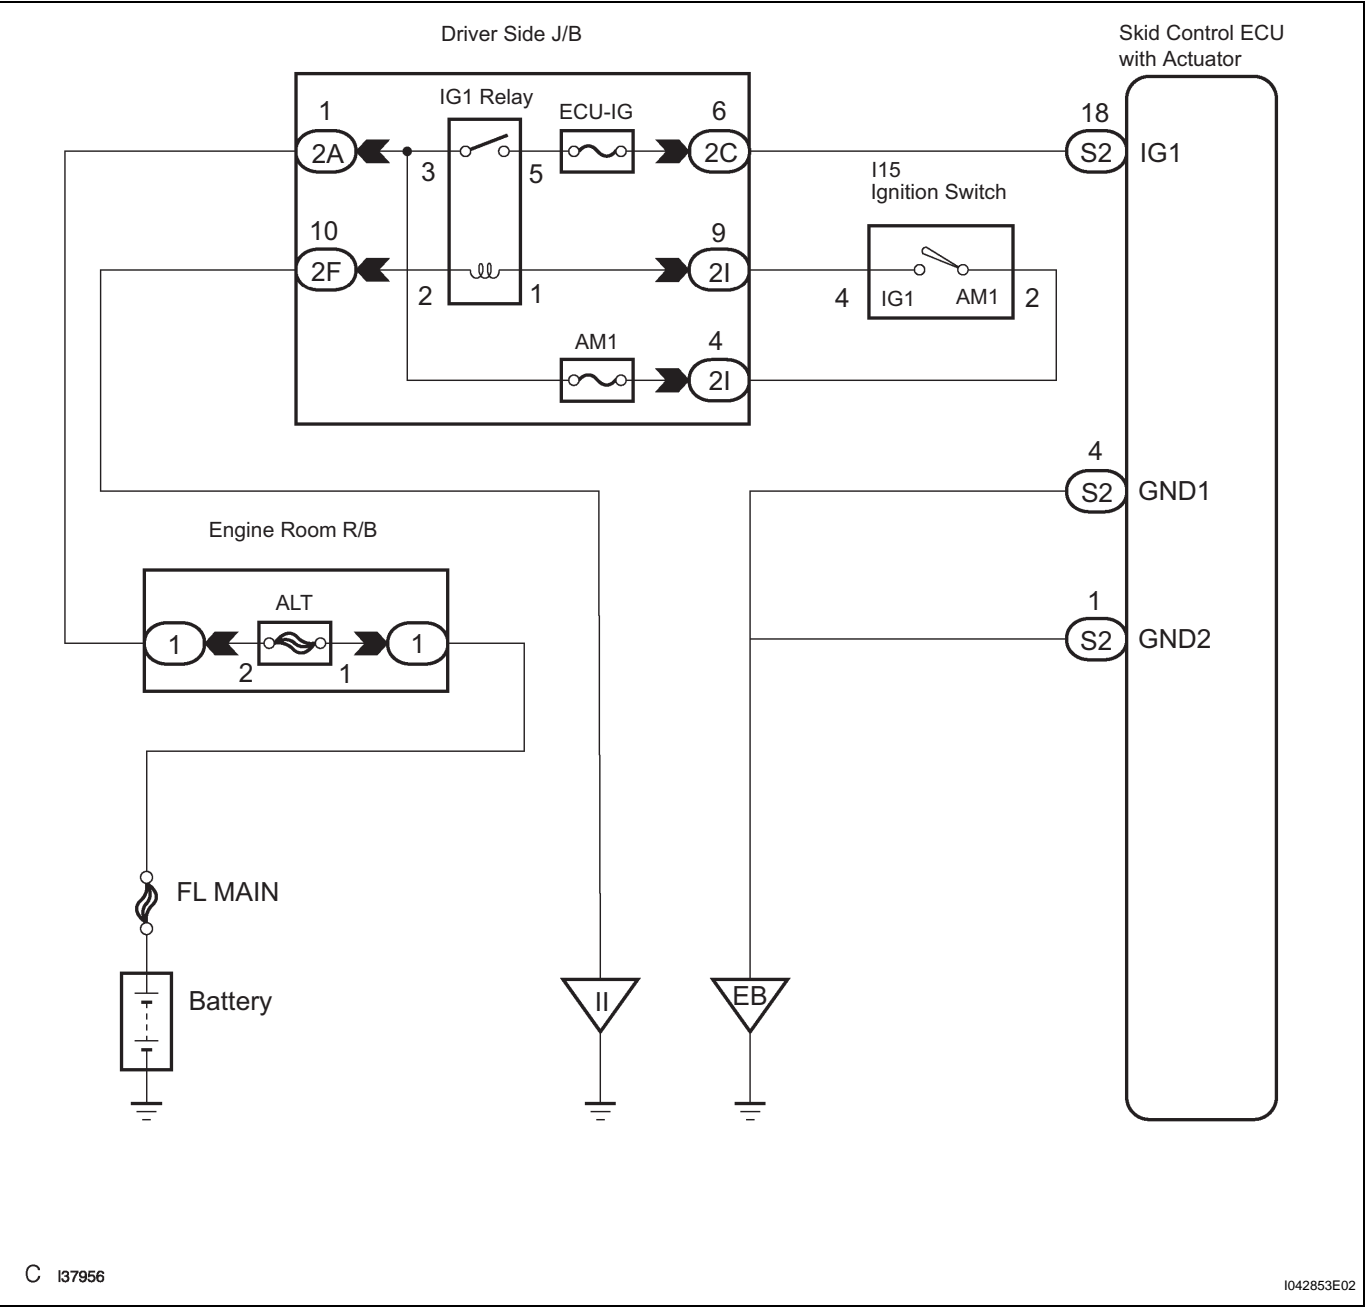 Driver Side J/B
Skid Control ECU
with Actuator
1
IG1 Relay
ECU-IG
6
18
2A
3
5
2C
S2
IG1
I15
Ignition Switch
10
9
2F
2
1
2I
4
IG1
AM1
2
AM1
4
2I
4
S2
GND1
Engine Room R/B
ALT
1
1
2
1
1
S2
GND2
FL MAIN
Battery
II
EB
C I37956
I042853E02